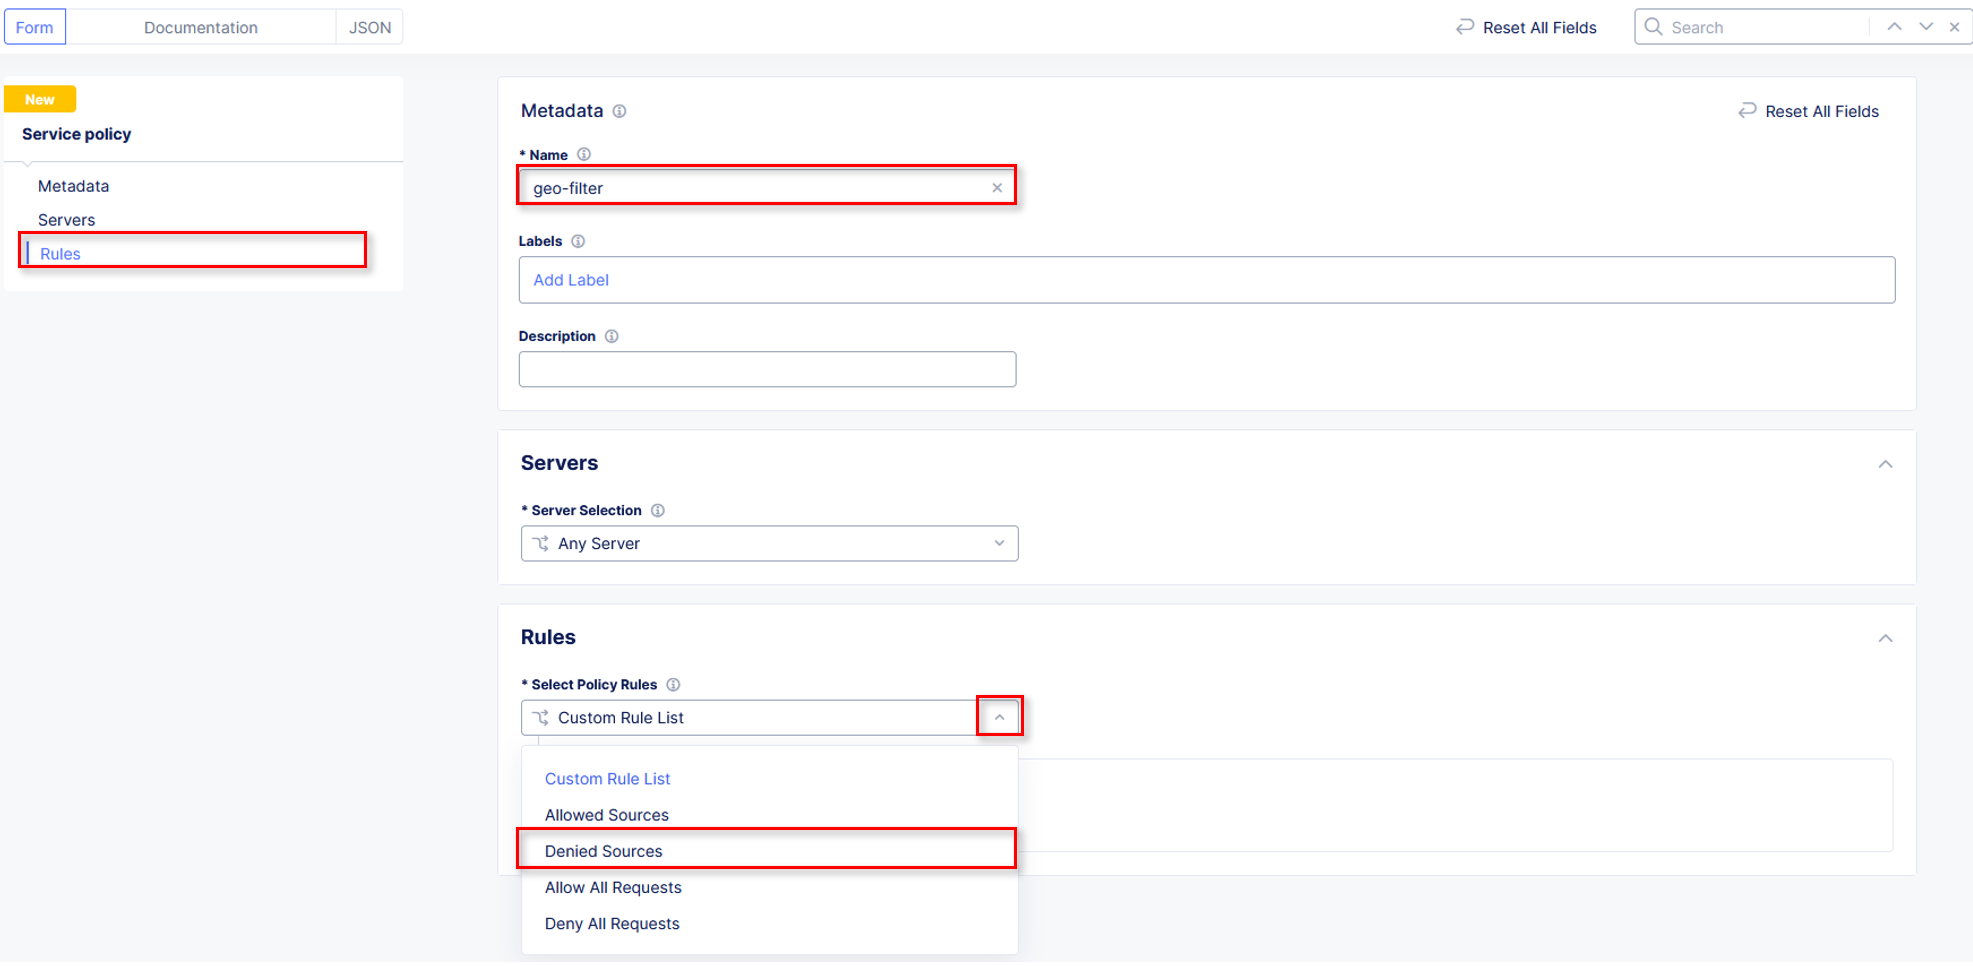 Form Documentation JSON Reset All Fields Search
New
Service policy
Metadata
Servers
Rules
Metadata Reset All Fields
* Name
geo-filter
Labels
Add Label
Description
Servers
* Server Selection
Any Server
Rules
* Select Policy Rules
Custom Rule List
Custom Rule List
Allowed Sources
Denied Sources
Allow All Requests
Deny All Requests